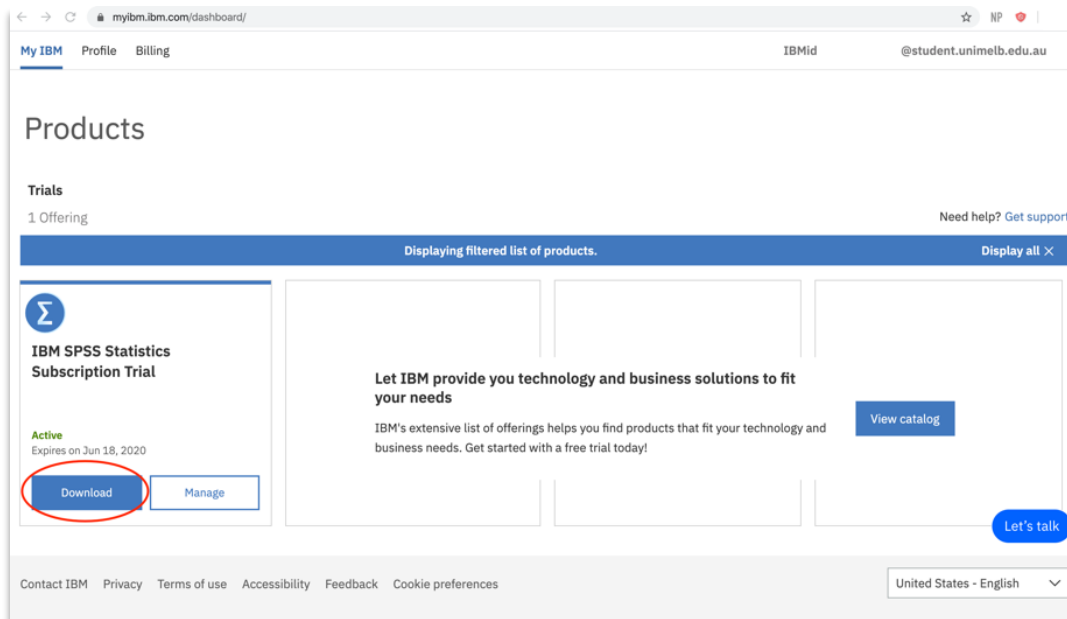 myibm.ibm.com/dashboard/
NP
My IBM Profile Billing IBMid @student.unimelb.edu.au
Products
Trials
1 Offering
Need help? Get support
Displaying filtered list of products. Display all ×
Σ
IBM SPSS Statistics
Subscription Trial
Active
Expires on Jun 18, 2020
Download Manage
Let IBM provide you technology and business solutions to fit
your needs
IBM's extensive list of offerings helps you find products that fit your technology and
business needs. Get started with a free trial today!
View catalog
Let's talk
Contact IBM Privacy Terms of use Accessibility Feedback Cookie preferences
United States - English